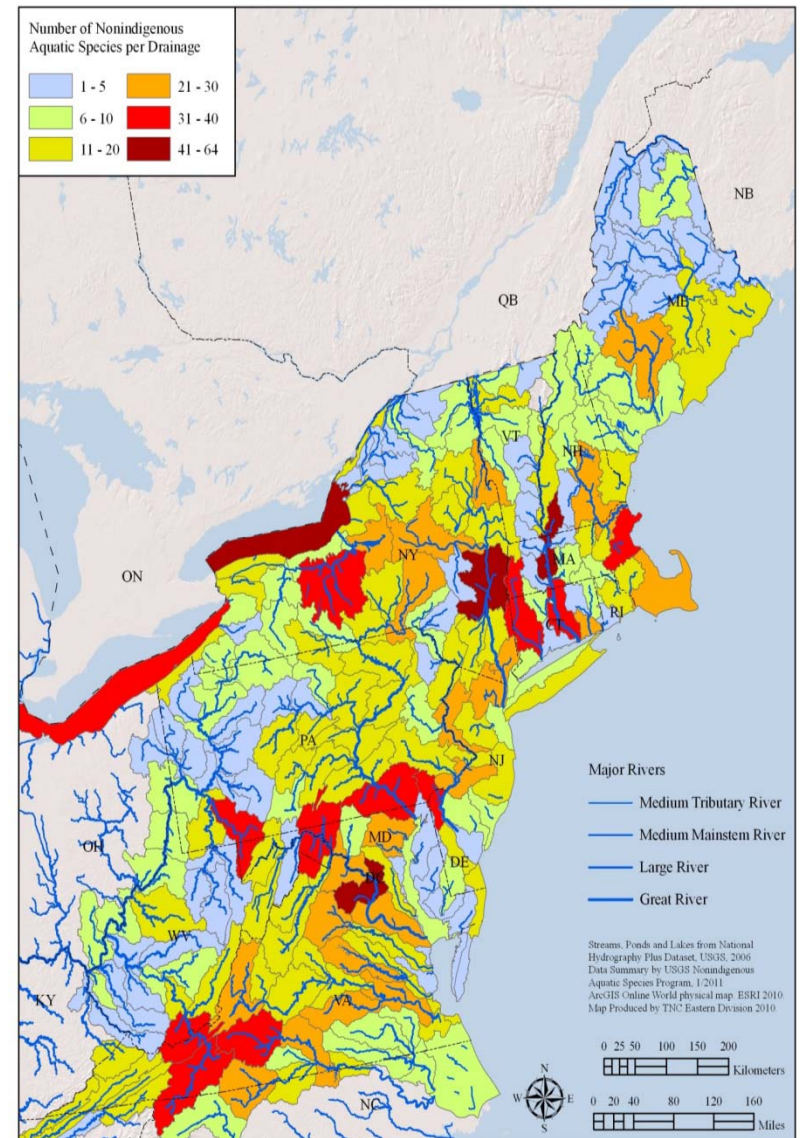 Number of Nonindigenous
Aquatic Species per Drainage
1 - 5
21 - 30
6 - 10
31 - 40
11 - 20
41 - 64
NB
QB
ME
VT
NH
ON
NY
MA
CT
RI
PA
NJ
OH
MD
DE
DC
WV
KY
VA
NC
Major Rivers
Medium Tributary River
Medium Mainstem River
Large River
Great River
Streams, Ponds and Lakes from National
Hydrography Plus Dataset, USGS, 2006
Data Summary by USGS Nonindigenous
Aquatic Species Program, 1/2011
ArcGIS Online World physical map ESRI 2010.
Map Produced by TNC Eastern Division 2010.
0 25 50 100 150 200
Kilometers
N
W E
S
0 20 40 80 120 160
Miles